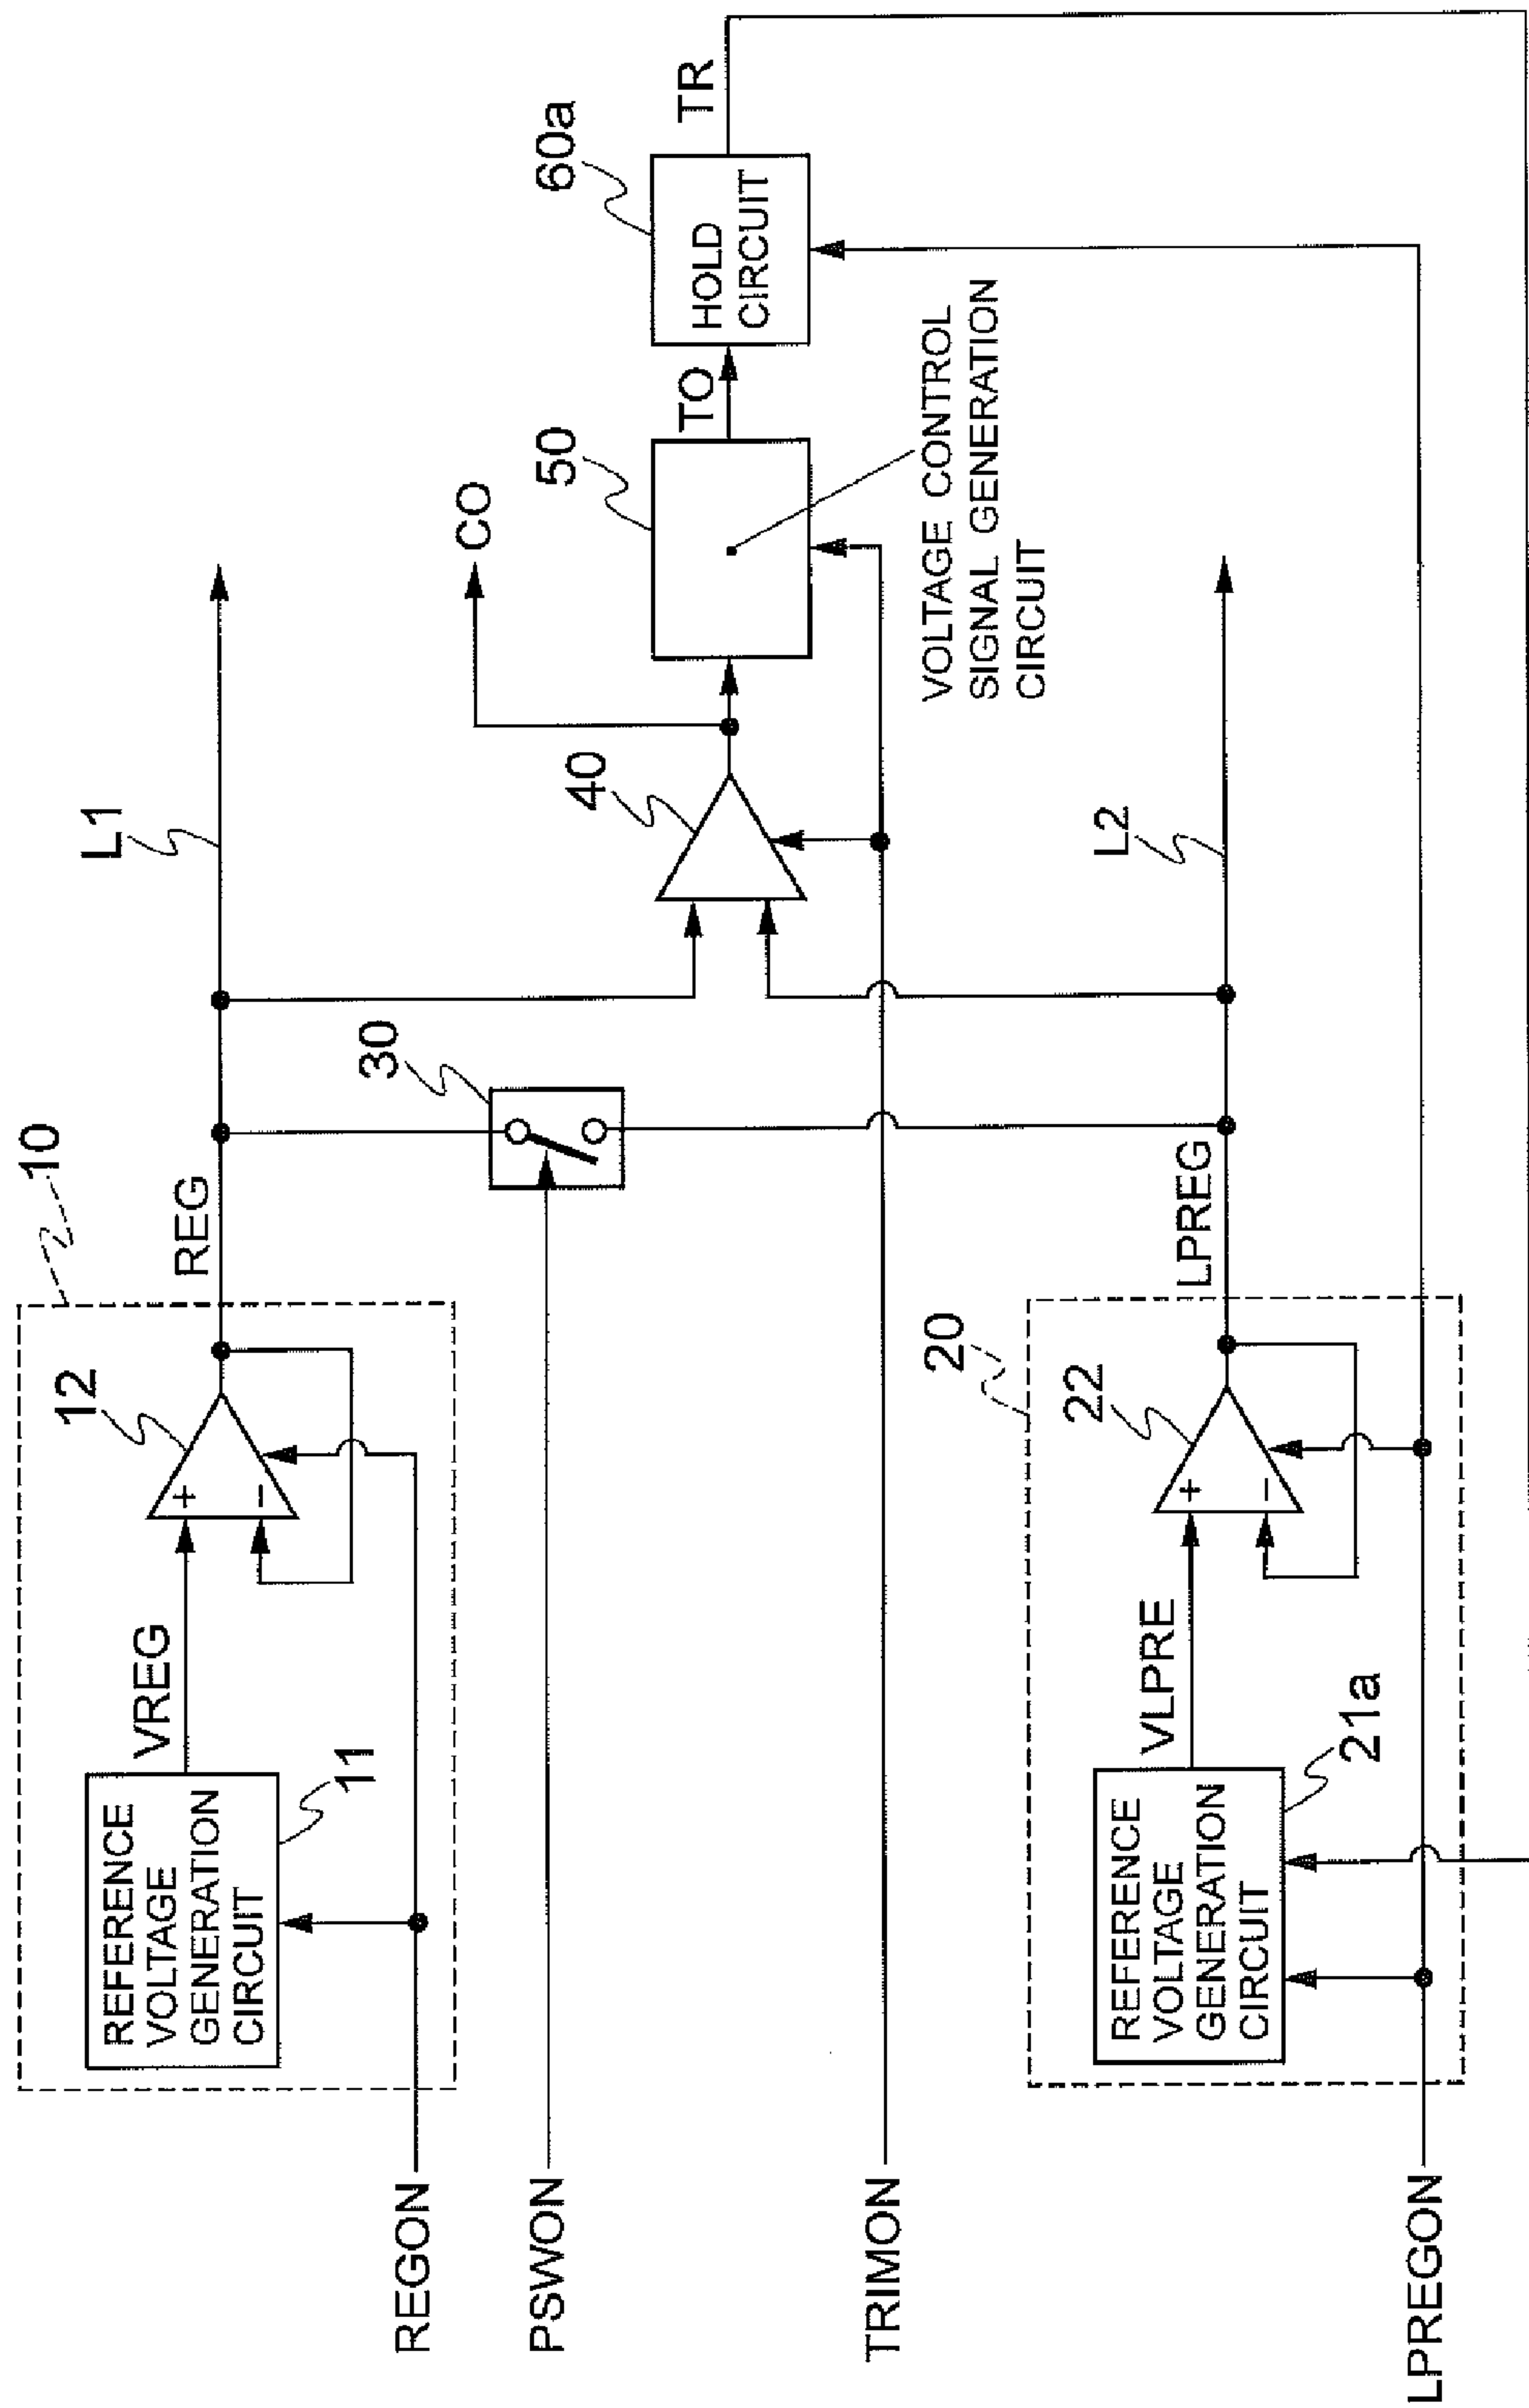 10
REFERENCE
VOLTAGE
GENERATION
CIRCUIT
11
VREG
12
+
−
REG
L1
REGON
PSWON
30
CO
40
50
TO
60a
HOLD
CIRCUIT
TR
VOLTAGE CONTROL
SIGNAL GENERATION
CIRCUIT
TRIMON
20
REFERENCE
VOLTAGE
GENERATION
CIRCUIT
21a
VLPRE
22
+
−
LPREG
L2
LPREGON